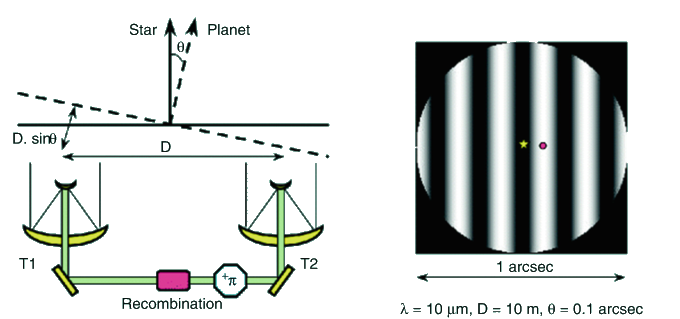 Star
Planet
θ
D. sinθ
D
T1
T2
+π
Recombination
1 arcsec
λ = 10 μm, D = 10 m, θ = 0.1 arcsec